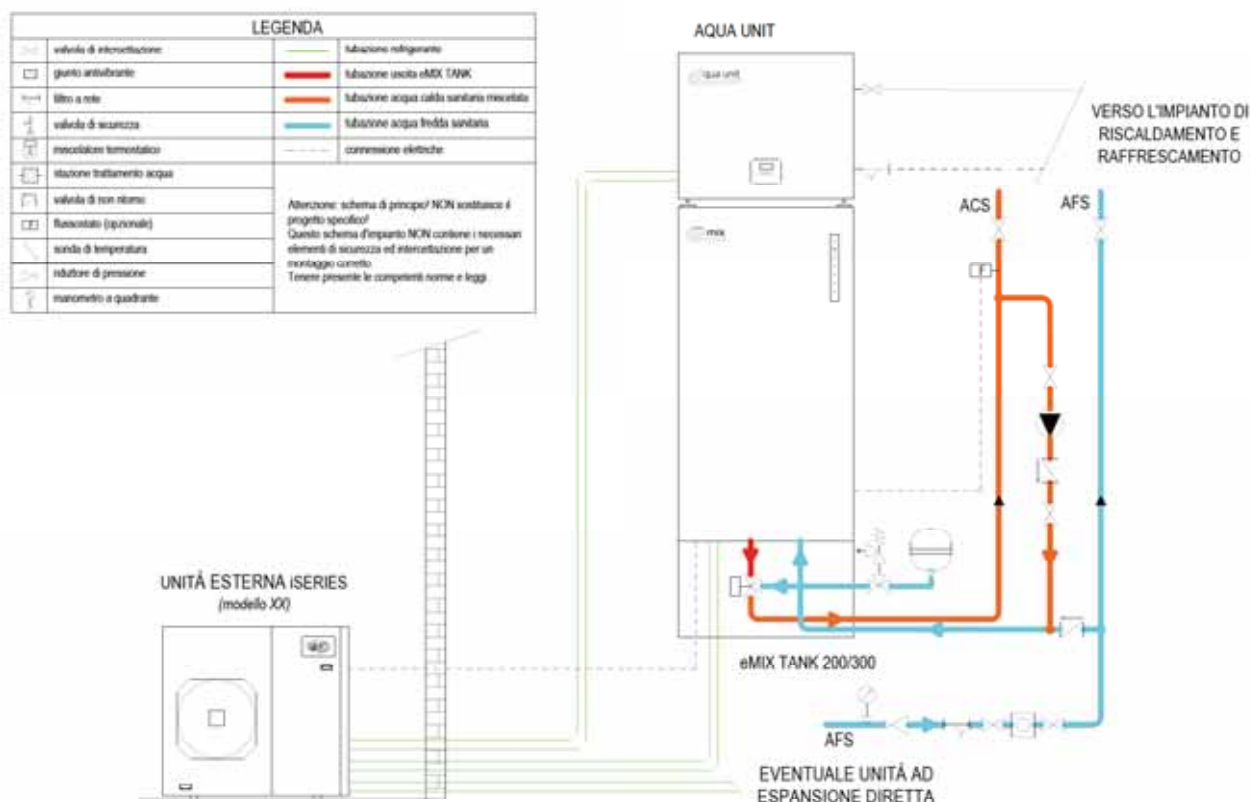 LEGENDA
valvola di intercettazione
tubazione refrigerante
giunto antivibrante
tubazione uscita eMIX TANK
filtro a rete
tubazione acqua calda sanitaria miscelata
valvola di sicurezza
tubazione acqua fredda sanitaria
miscelatore termostatico
connessione elettriche
stazione trattamento acqua
valvola di non ritorno
flussostato (opzionale)
sonda di temperatura
riduttore di pressione
manometro a quadrante
Attenzione: schema di principio! NON sostituisce il
progetto specifico!
Questo schema d'impianto NON contiene i necessari
elementi di sicurezza ed intercettazione per un
montaggio corretto.
Tenere presente le competenti norme e leggi
AQUA UNIT
qua unit
VERSO L'IMPIANTO DI
RISCALDAMENTO E
RAFFRESCAMENTO
ACS
AFS
mix
F
UNITÁ ESTERNA iSERIES
(modello XX)
eMIX TANK 200/300
AFS
EVENTUALE UNITÁ AD
ESPANSIONE DIRETTA